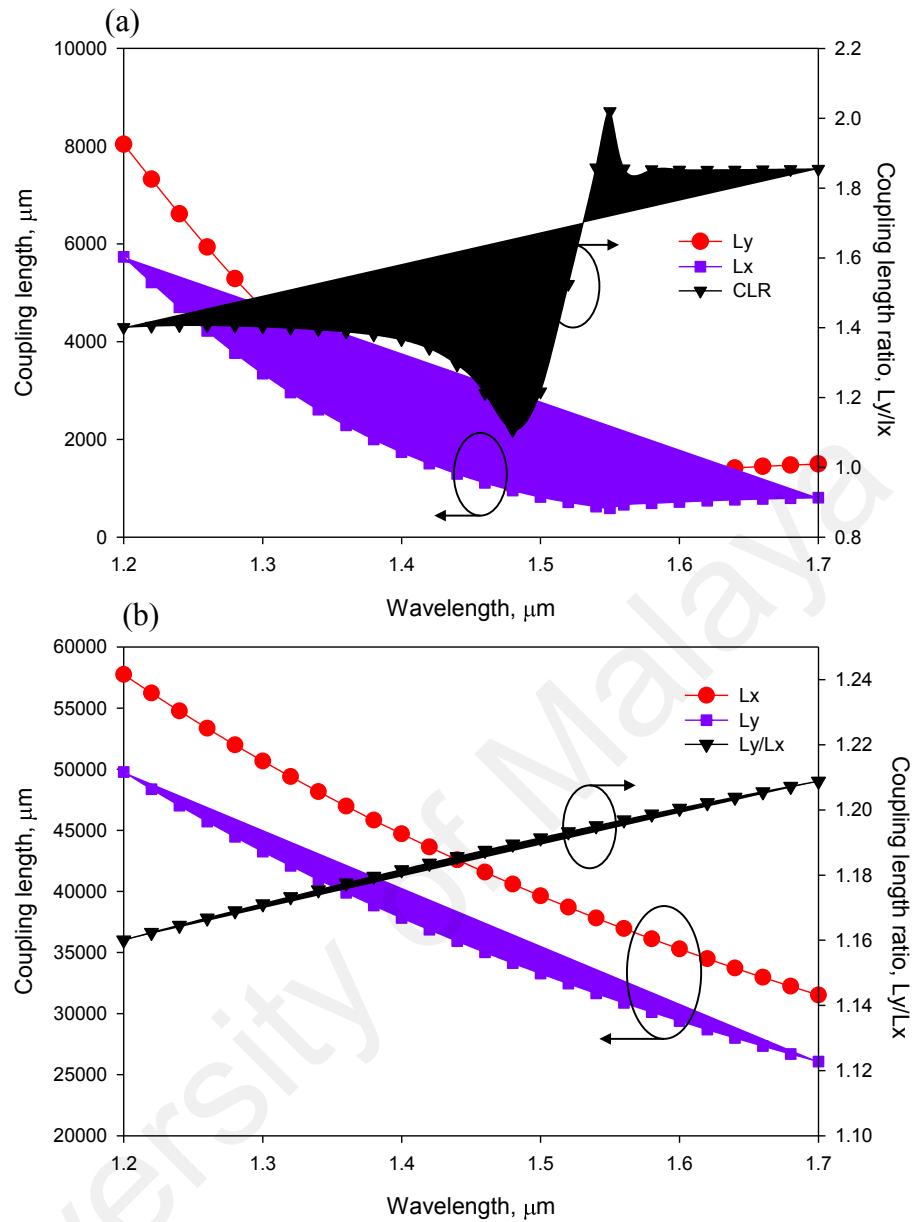 (a)
10000
8000
6000
4000
2000
0
Coupling length, μm
2.2
2.0
1.8
1.6
1.4
1.2
1.0
0.8
Coupling length ratio, Ly/lx
Ly
Lx
CLR
1.2 1.3 1.4 1.5 1.6 1.7
Wavelength, μm
(b)
60000
55000
50000
45000
40000
35000
30000
25000
20000
Coupling length, μm
1.24
1.22
1.20
1.18
1.16
1.14
1.12
1.10
Coupling length ratio, Ly/Lx
Lx
Ly
Ly/Lx
1.2 1.3 1.4 1.5 1.6 1.7
Wavelength, μm
versity of Malaya